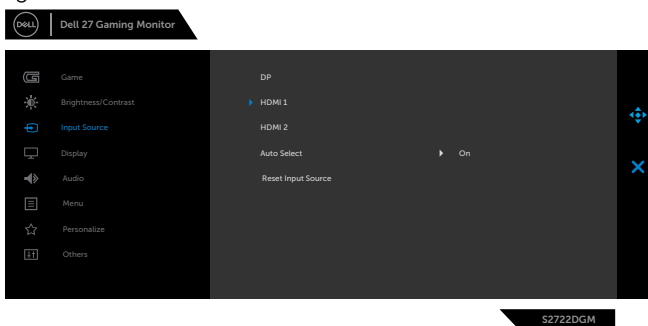 DELL
Dell 27 Gaming Monitor
Game
DP
Brightness/Contrast
HDMI 1
Input Source
HDMI 2
Display
Auto Select On
Audio
Reset Input Source
Menu
Personalize
Others
S2722DGM